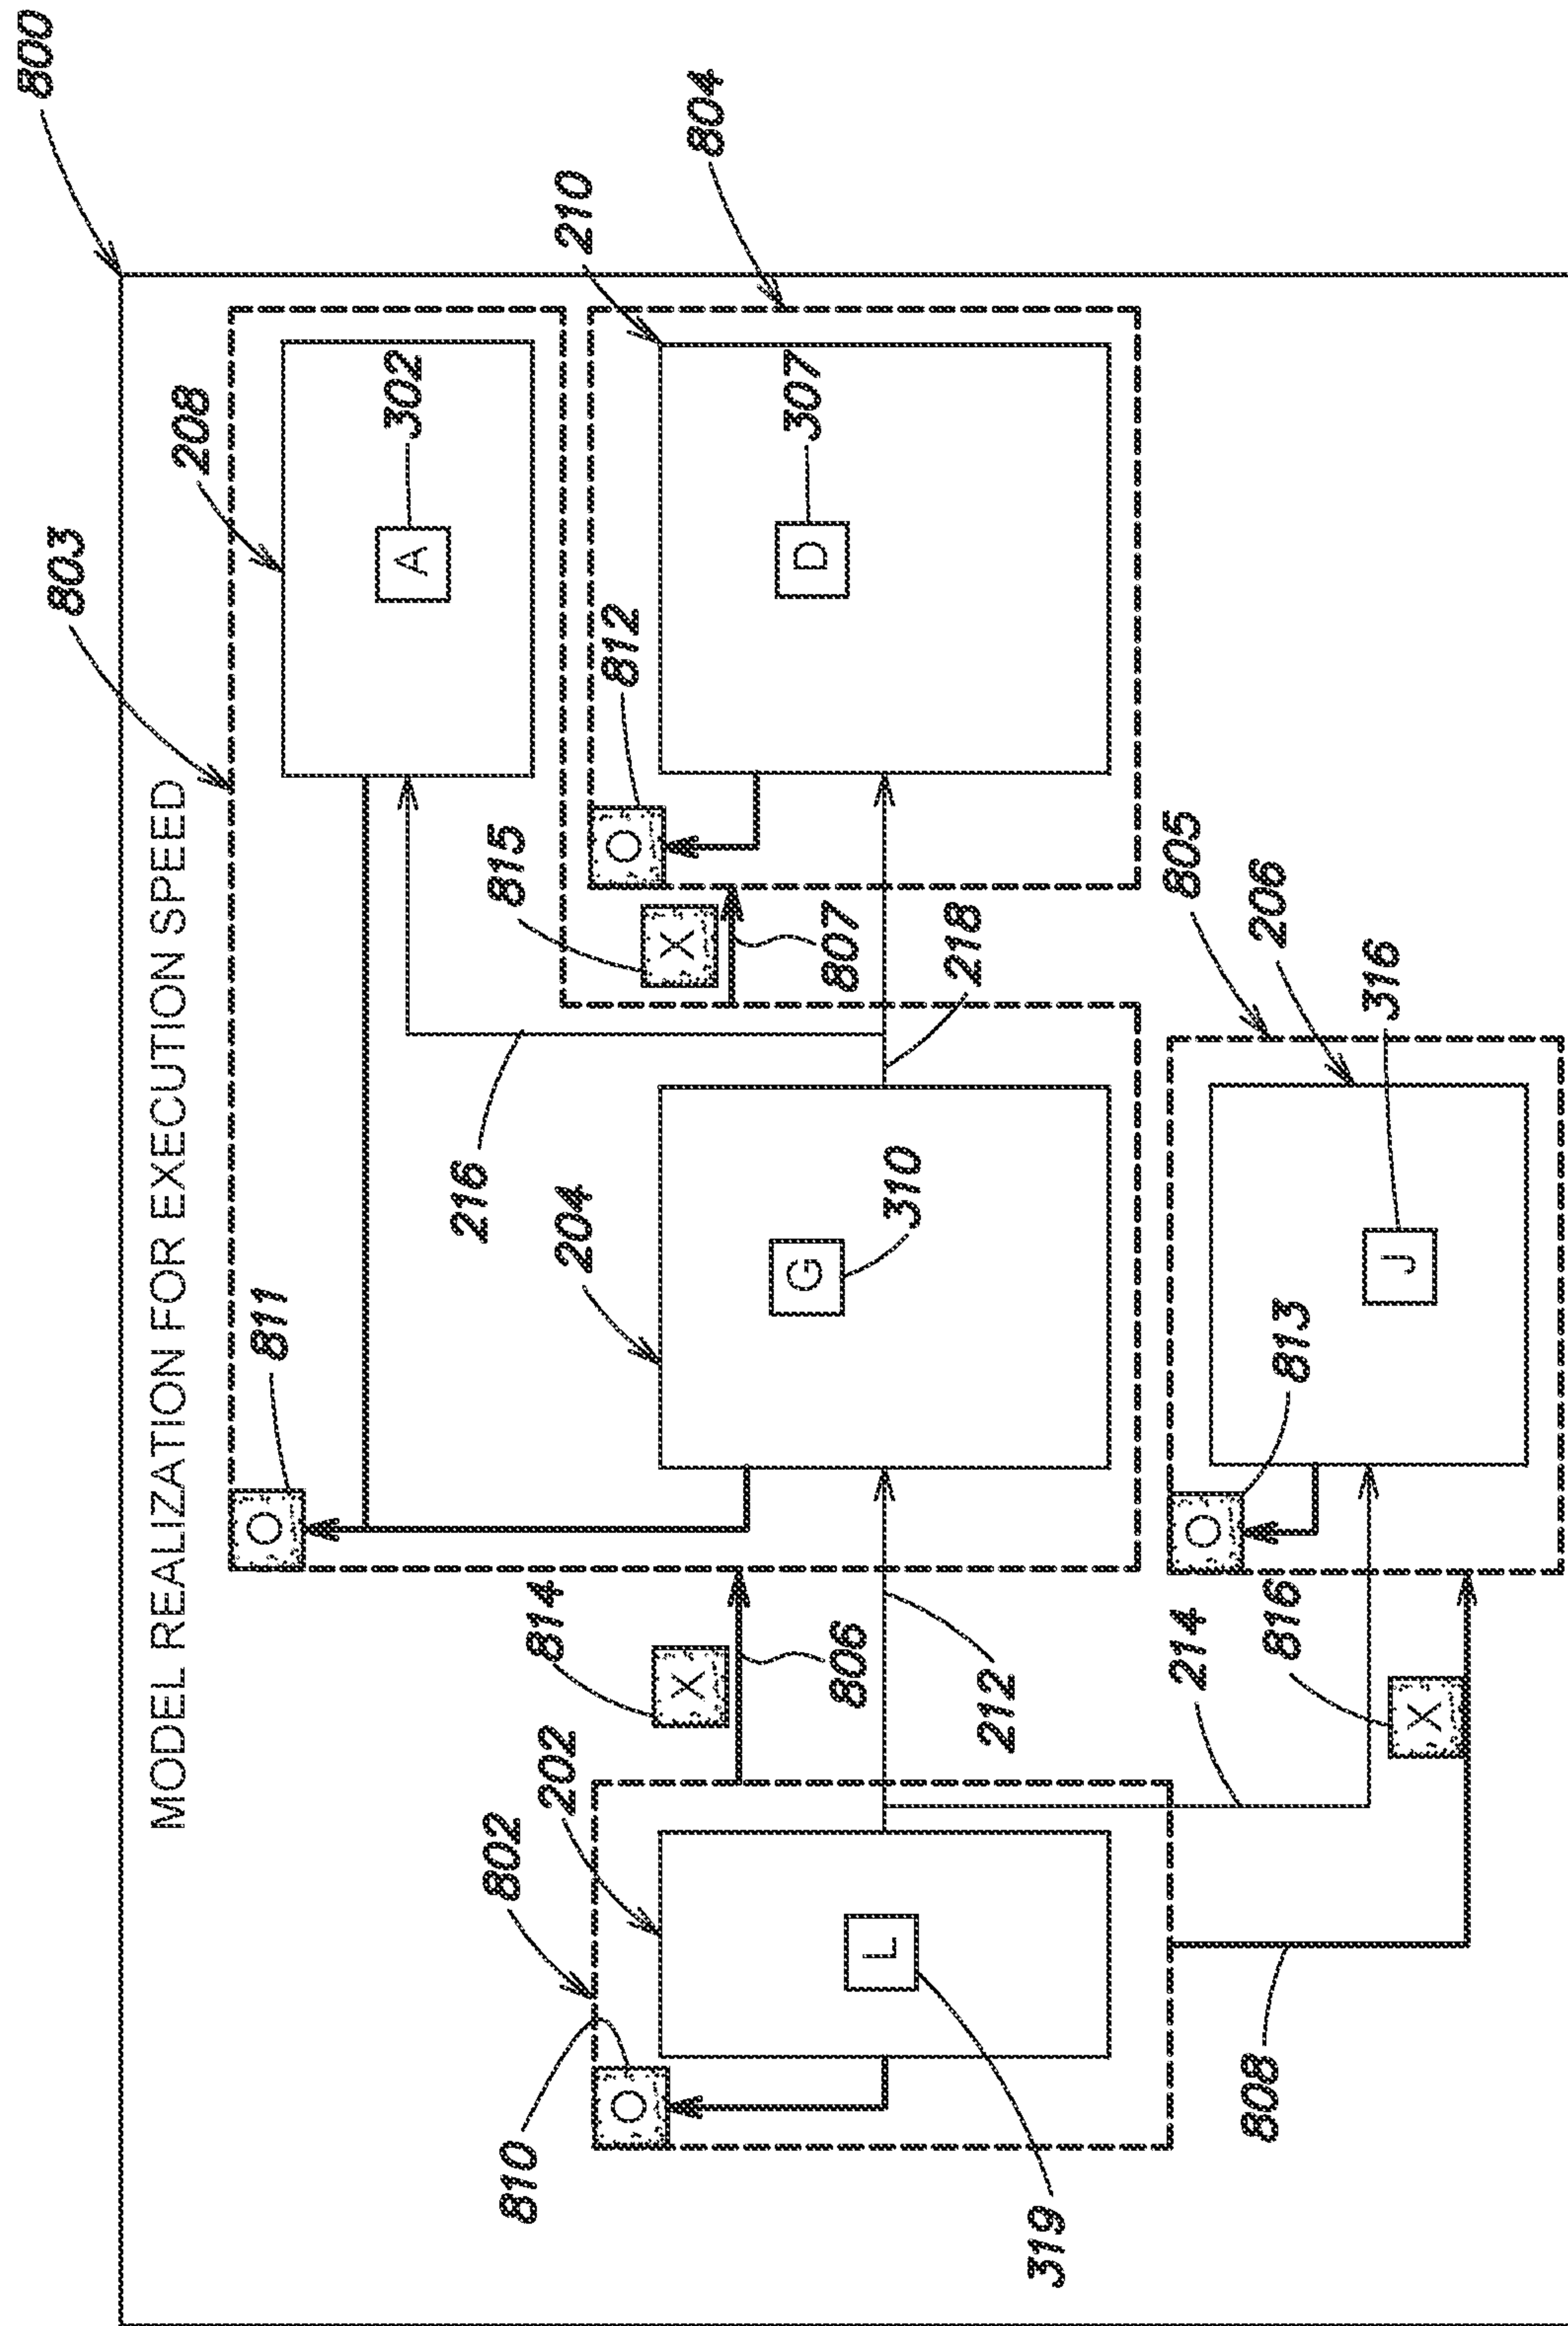 800
MODEL REALIZATION FOR EXECUTION SPEED
803
208
811
A
302
O
804
210
802
202
814
204
216
815
812
810
O
X
X
O
G
D
307
L
806
310
807
212
218
319
805
206
214
813
O
808
816
X
J
316